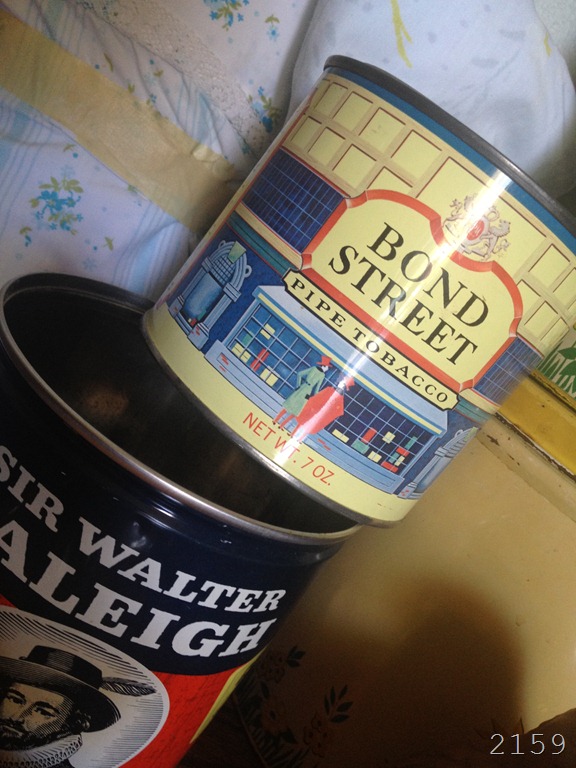 BOND
STREET
PIPE TOBACCO
NET WT. 7 OZ.
SIR WALTER
ALEIGH
2159